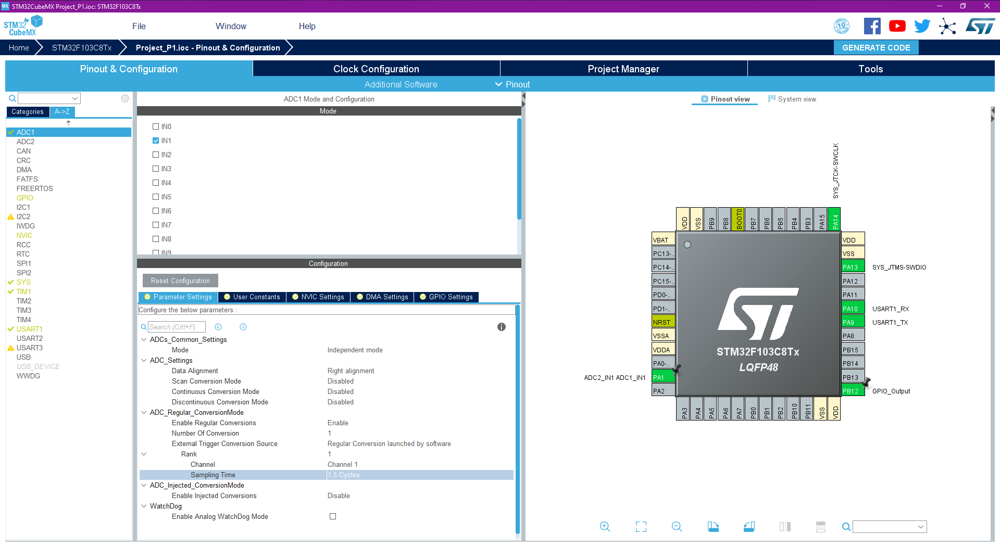 MX STM32CubeMX Project_P1.ioc: STM32F103C8Tx
STM32 CubeMX
File
Window
Help
10
ST
Home
STM32F103C8Tx
Project_P1.ioc - Pinout & Configuration
GENERATE CODE
Pinout & Configuration
Clock Configuration
Project Manager
Tools
Additional Software
Pinout
Categories
A->Z
ADC1
ADC2
CAN
CRC
DMA
FATFS
FREERTOS
GPIO
I2C1
I2C2
IWDG
NVIC
RCC
RTC
SPI1
SPI2
SYS
TIM1
TIM2
TIM3
TIM4
USART1
USART2
USART3
USB
USB_DEVICE
WWDG
ADC1 Mode and Configuration
Mode
IN0
IN1
IN2
IN3
IN4
IN5
IN6
IN7
IN8
IN9
Configuration
Reset Configuration
Parameter Settings
User Constants
NVIC Settings
DMA Settings
GPIO Settings
Configure the below parameters :
Search (CrtI+F)
ADCs_Common_Settings
Mode Independent mode
ADC_Settings
Data Alignment Right alignment
Scan Conversion Mode Disabled
Continuous Conversion Mode Disabled
Discontinuous Conversion Mode Disabled
ADC_Regular_ConversionMode
Enable Regular Conversions Enable
Number Of Conversion 1
External Trigger Conversion Source Regular Conversion launched by software
Rank 1
Channel Channel 1
Sampling Time 1.5 Cycles
ADC_Injected_ConversionMode
Enable Injected Conversions Disable
WatchDog
Enable Analog WatchDog Mode
Pinout view
System view
SYS_JTCK-SWCLK
VDD
VSS
PB9
PB8
BOOT0
PB7
PB6
PB5
PB4
PB3
PA15
PA14
VBAT
PC13-..
PC14-..
PC15-..
PD0-..
PD1-..
NRST
VSSA
VDDA
PA0-..
ADC2_IN1 ADC1_IN1 PA1
PA2
ST
STM32F103C8Tx
LQFP48
VDD
VSS
PA13 SYS_JTMS-SWDIO
PA12
PA11
PA10 USART1_RX
PA9 USART1_TX
PA8
PB15
PB14
PB13
PB12 GPIO_Output
PA3
PA4
PA5
PA6
PA7
PB0
PB1
PB2
PB10
PB11
VSS
VDD